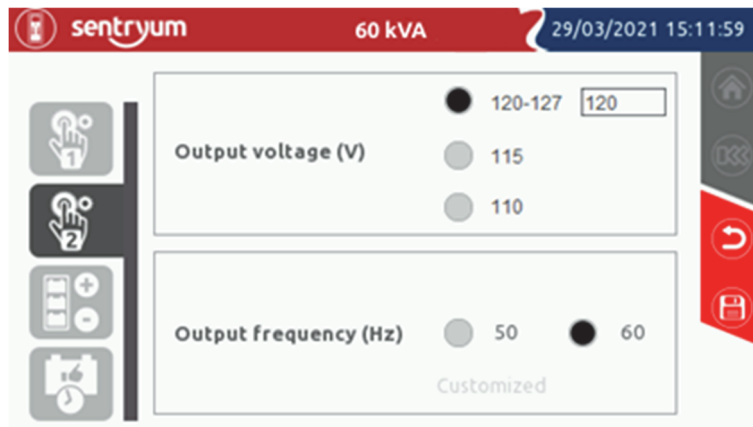 sentryum 60 kVA 29/03/2021 15:11:59
120-127 120
Output voltage (V) 115
110
Output frequency (Hz) 50 60
Customized
1
2